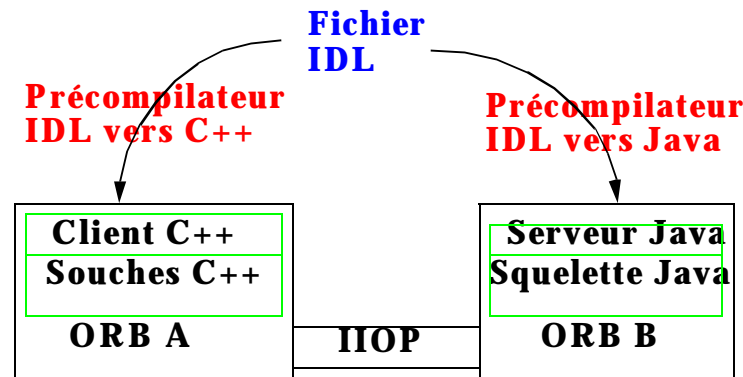 Fichier
IDL
Précompilateur
IDL vers C++
Précompilateur
IDL vers Java
Client C++
Souches C++
ORB A
IIOP
Serveur Java
Squelette Java
ORB B